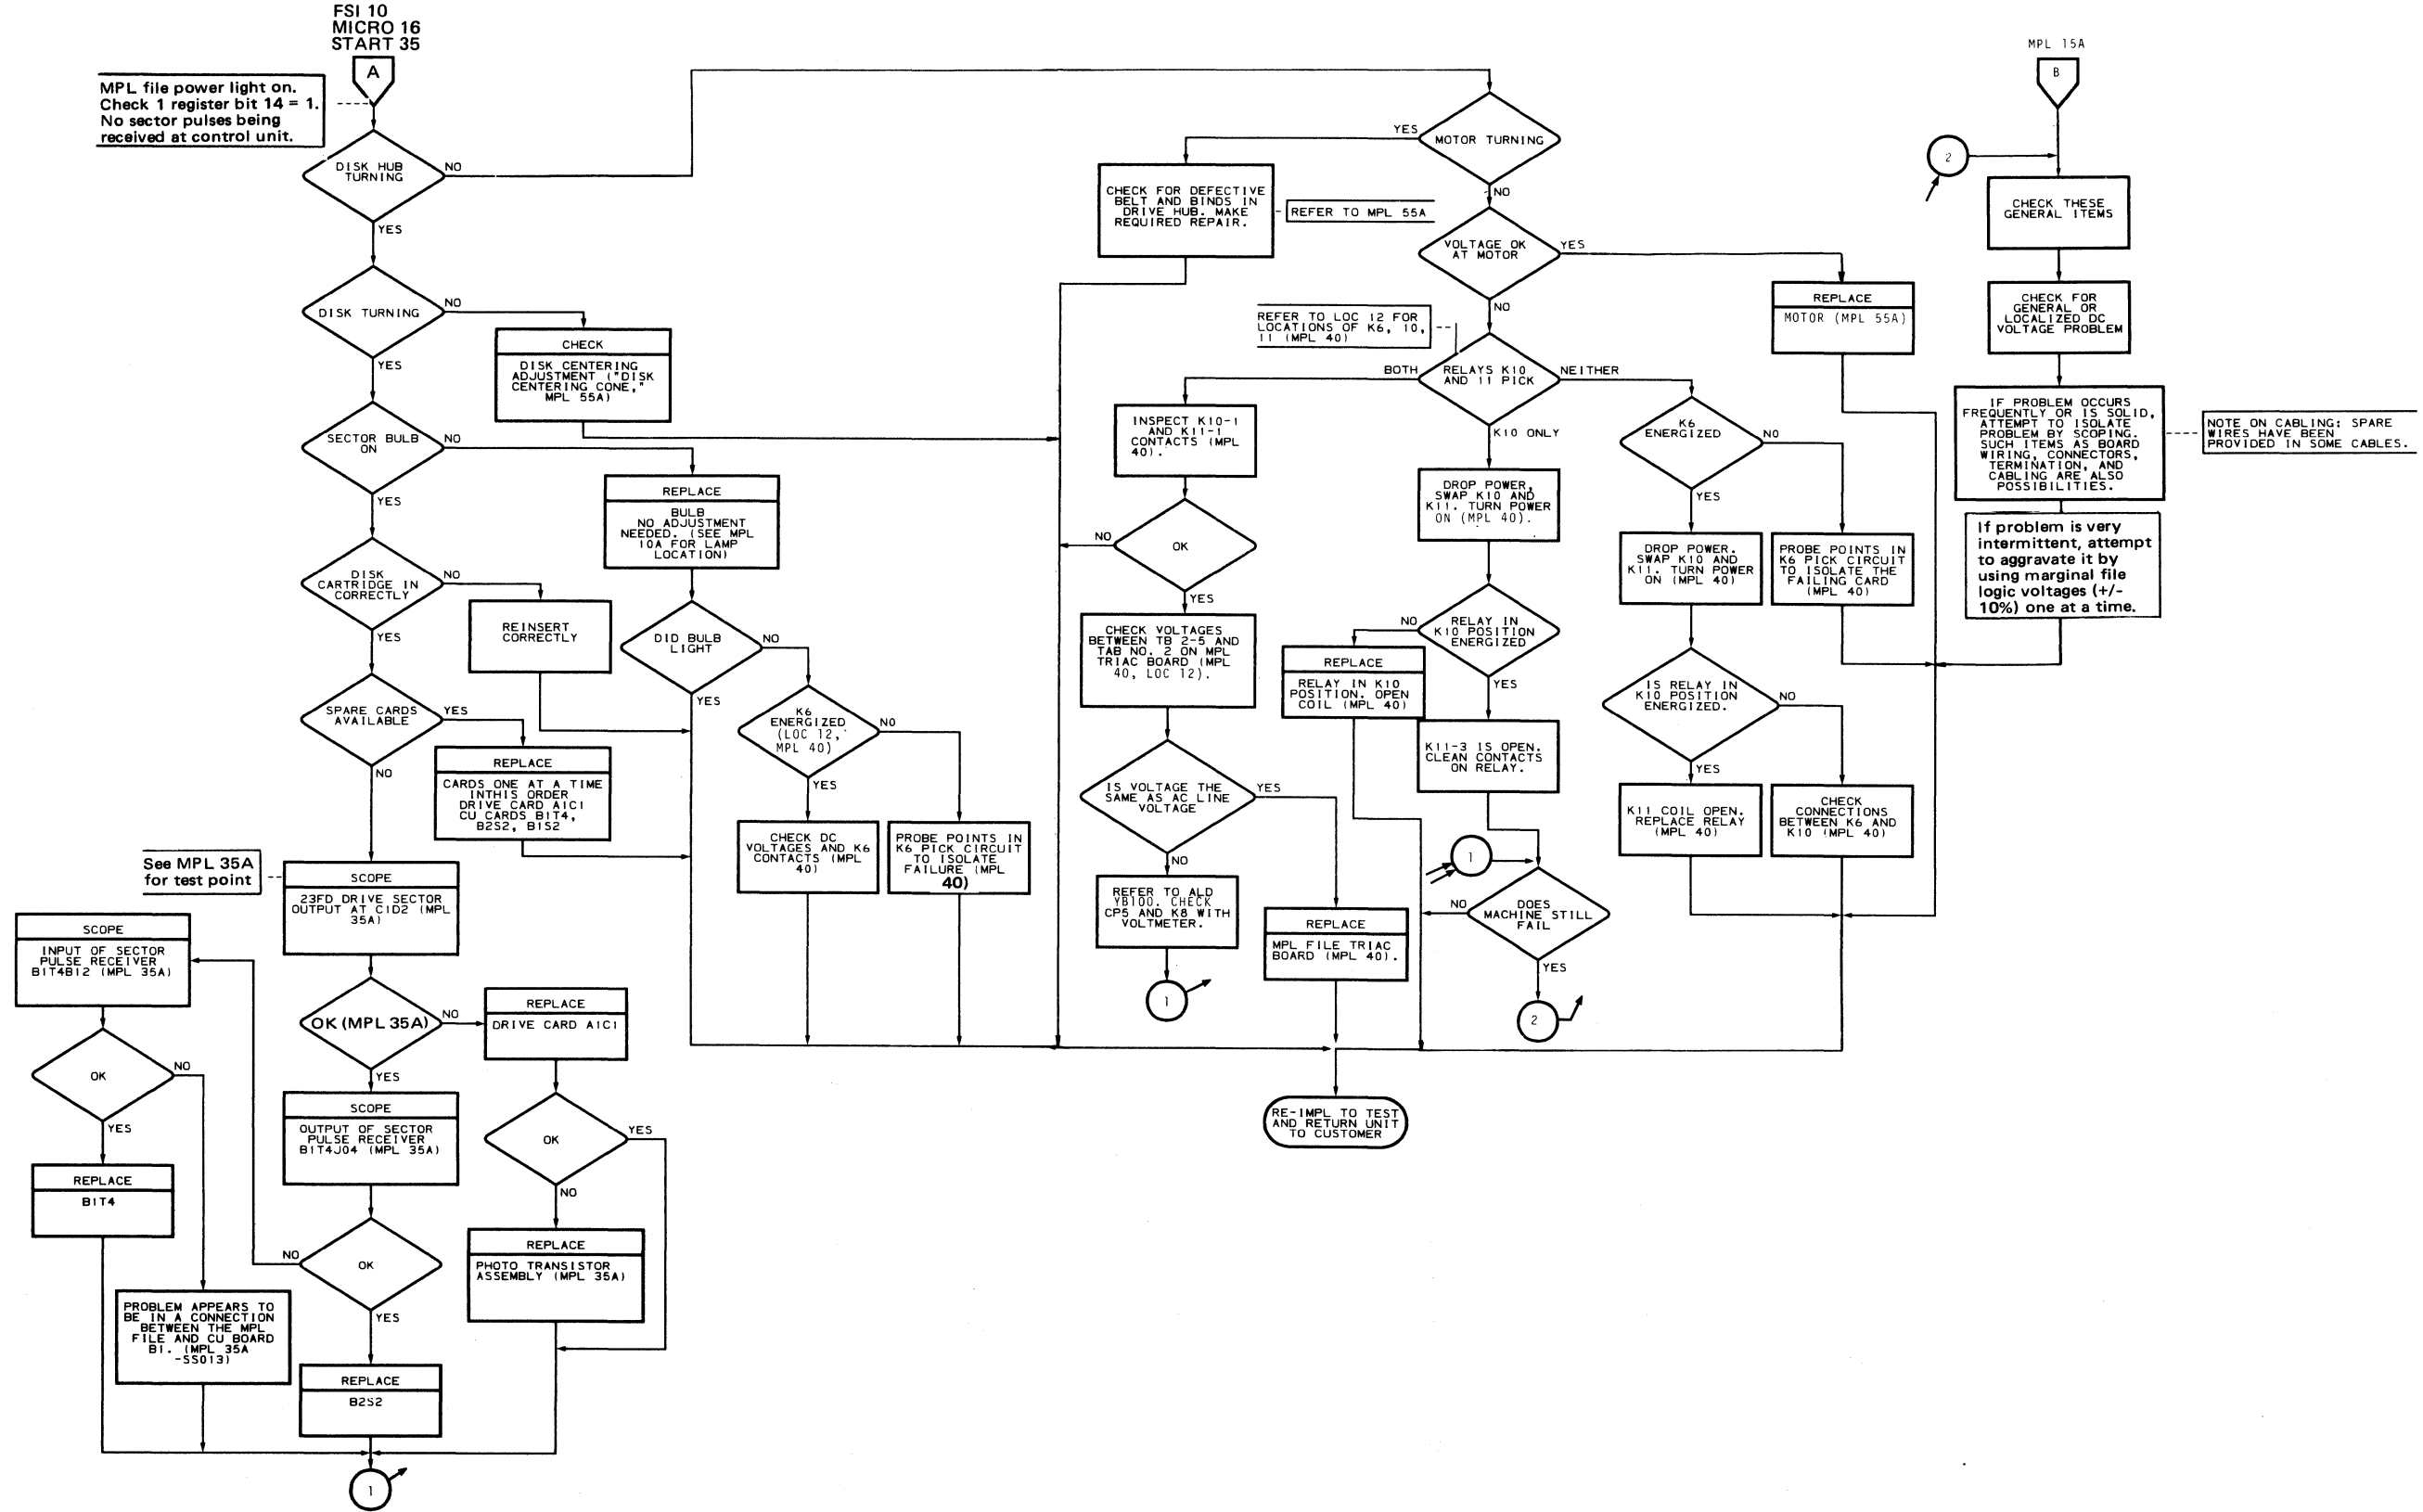 FSI 10
MICRO 16
START 35
A
MPL file power light on.
Check 1 register bit 14 = 1.
No sector pulses being
received at control unit.
DISK HUB
TURNING
NO
YES
DISK TURNING
NO
YES
CHECK
DISK CENTERING
ADJUSTMENT ("DISK
CENTERING CONE,"
MPL 55A)
SECTOR BULB
ON
NO
YES
REPLACE
BULB
NO ADJUSTMENT
NEEDED. (SEE MPL
10A FOR LAMP
LOCATION)
DISK
CARTRIDGE IN
CORRECTLY
NO
YES
REINSERT
CORRECTLY
DID BULB
LIGHT
NO
YES
SPARE CARDS
AVAILABLE
YES
NO
REPLACE
CARDS ONE AT A TIME
INTHIS ORDER
DRIVE CARD A1C1
CU CARDS B1T4,
B2S2, B1S2
K6
ENERGIZED
(LOC 12,
MPL 40)
NO
YES
CHECK DC
VOLTAGES AND K6
CONTACTS (MPL
40)
PROBE POINTS IN
K6 PICK CIRCUIT
TO ISOLATE
FAILURE (MPL
40)
See MPL 35A
for test point
SCOPE
23FD DRIVE SECTOR
OUTPUT AT C1D2 (MPL
35A)
SCOPE
INPUT OF SECTOR
PULSE RECEIVER
B1T4B12 (MPL 35A)
OK (MPL 35A)
NO
YES
REPLACE
DRIVE CARD A1C1
OK
NO
YES
SCOPE
OUTPUT OF SECTOR
PULSE RECEIVER
B1T4J04 (MPL 35A)
OK
YES
NO
REPLACE
B1T4
REPLACE
PHOTO TRANSISTOR
ASSEMBLY (MPL 35A)
OK
NO
YES
PROBLEM APPEARS TO
BE IN A CONNECTION
BETWEEN THE MPL
FILE AND CU BOARD
B1. (MPL 35A
-SS013)
REPLACE
B2S2
1
MOTOR TURNING
YES
NO
CHECK FOR DEFECTIVE
BELT AND BINDS IN
DRIVE HUB. MAKE
REQUIRED REPAIR.
REFER TO MPL 55A
VOLTAGE OK
AT MOTOR
YES
NO
REPLACE
MOTOR (MPL 55A)
REFER TO LOC 12 FOR
LOCATIONS OF K6, 10,
11 (MPL 40)
RELAYS K10
AND 11 PICK
BOTH
NEITHER
K10 ONLY
INSPECT K10-1
AND K11-1
CONTACTS (MPL
40).
OK
NO
YES
CHECK VOLTAGES
BETWEEN TB 2-5 AND
TAB NO. 2 ON MPL
TRIAC BOARD (MPL
40, LOC 12).
IS VOLTAGE THE
SAME AS AC LINE
VOLTAGE
YES
NO
REFER TO ALD
YB100. CHECK
CP5 AND K8 WITH
VOLTMETER.
1
REPLACE
MPL FILE TRIAC
BOARD (MPL 40).
DROP POWER,
SWAP K10 AND
K11. TURN POWER
ON (MPL 40).
RELAY IN
K10 POSITION
ENERGIZED
NO
YES
REPLACE
RELAY IN K10
POSITION. OPEN
COIL (MPL 40)
K11-3 IS OPEN.
CLEAN CONTACTS
ON RELAY.
1
DOES
MACHINE STILL
FAIL
NO
YES
2
K6
ENERGIZED
NO
YES
DROP POWER.
SWAP K10 AND
K11. TURN POWER
ON (MPL 40)
PROBE POINTS IN
K6 PICK CIRCUIT
TO ISOLATE THE
FAILING CARD
(MPL 40)
IS RELAY IN
K10 POSITION
ENERGIZED.
NO
YES
K11 COIL OPEN.
REPLACE RELAY
(MPL 40)
CHECK
CONNECTIONS
BETWEEN K6 AND
K10 (MPL 40)
RE-IMPL TO TEST
AND RETURN UNIT
TO CUSTOMER
MPL 15A
B
2
CHECK THESE
GENERAL ITEMS
CHECK FOR
GENERAL OR
LOCALIZED DC
VOLTAGE PROBLEM
IF PROBLEM OCCURS
FREQUENTLY OR IS SOLID,
ATTEMPT TO ISOLATE
PROBLEM BY SCOPING.
SUCH ITEMS AS BOARD
WIRING, CONNECTORS,
TERMINATION, AND
CABLING ARE ALSO
POSSIBILITIES.
NOTE ON CABLING: SPARE
WIRES HAVE BEEN
PROVIDED IN SOME CABLES.
If problem is very
intermittent, attempt
to aggravate it by
using marginal file
logic voltages (+/-
10%) one at a time.